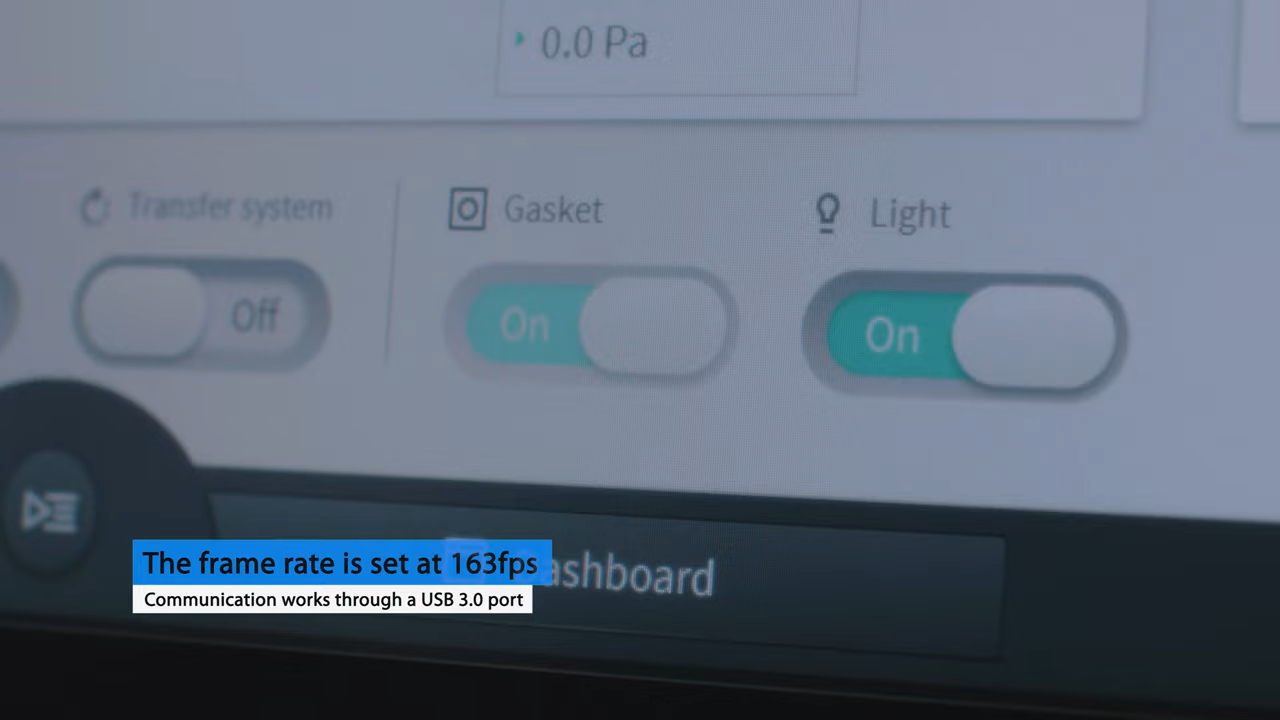 0.0 Pa
Transfer system
Gasket
Light
Off
On
On
The frame rate is set at 163fps
Communication works through a USB 3.0 port
ashboard